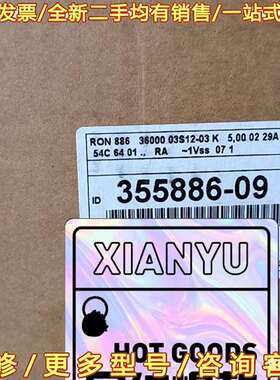 发票/全新二手均有销售/一站式
RON 886 36000 03S12-03 K 5,00 02 29A
54C 64 01 .. RA ~1Vss 07 1
ID 355886-09
XIANYU
HOT GOODS
修/更多型号/咨询客